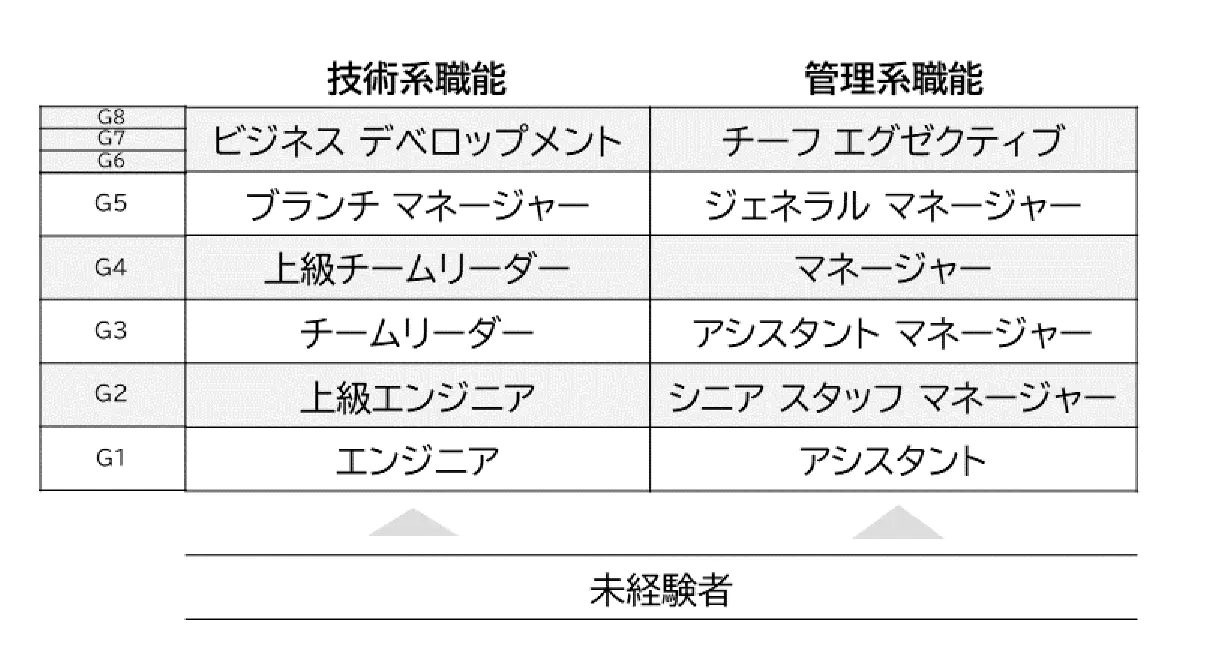 技術系職能 管理系職能
G8
G7
G6
ビジネス デベロップメント チーフ エグゼクティブ
G5 ブランチ マネージャー ジェネラル マネージャー
G4 上級チームリーダー マネージャー
G3 チームリーダー アシスタント マネージャー
G2 上級エンジニア シニア スタッフ マネージャー
G1 エンジニア アシスタント
未経験者